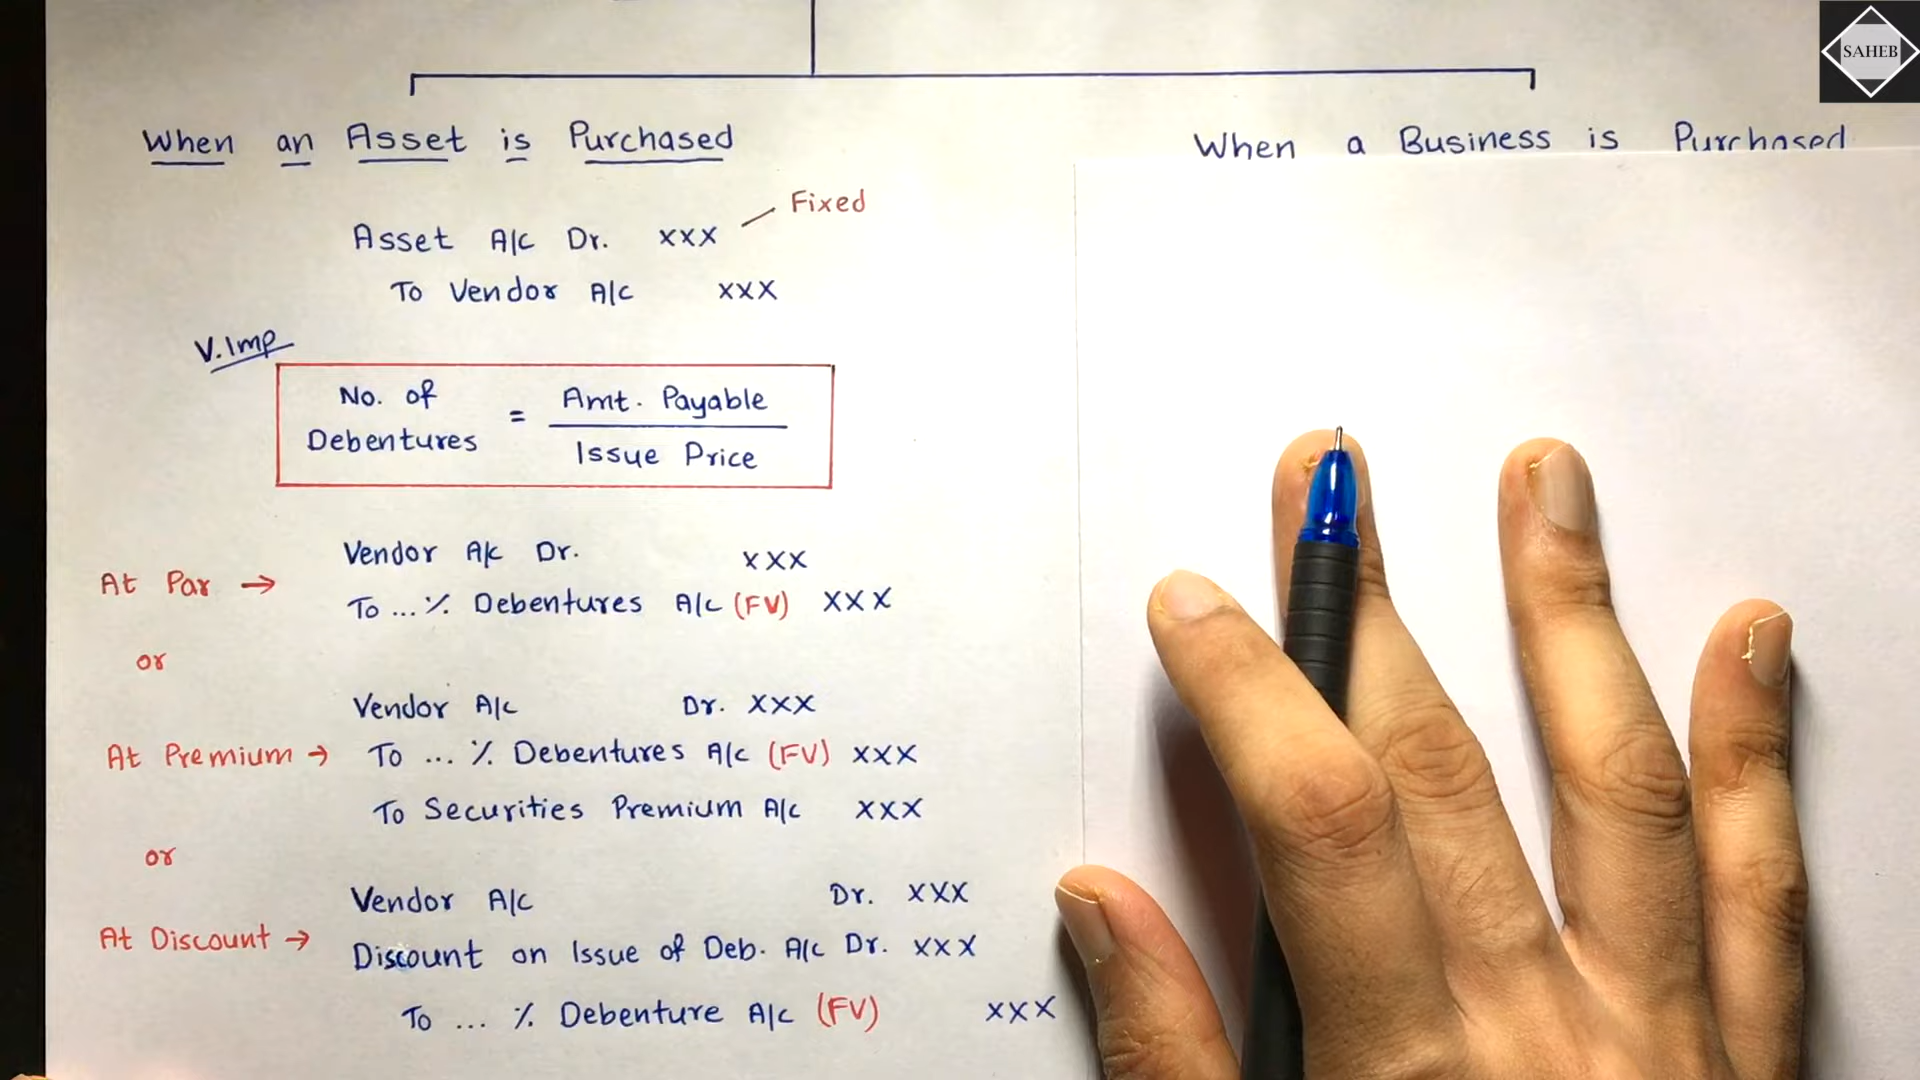 SAHEB
When an Asset is Purchased
When a Business is Purchased
Fixed
Asset A/c Dr. xxx
To Vendor A/c xxx
V.Imp
No. of Debentures = Amt. Payable / Issue Price
Vendor A/c Dr. xxx
At Par →
To ... % Debentures A/c (FV) xxx
or
Vendor A/c Dr. xxx
At Premium → To ... % Debentures A/c (FV) xxx
To Securities Premium A/c xxx
or
Vendor A/c Dr. xxx
At Discount → Discount on Issue of Deb. A/c Dr. xxx
To ... % Debenture A/c (FV) xxx